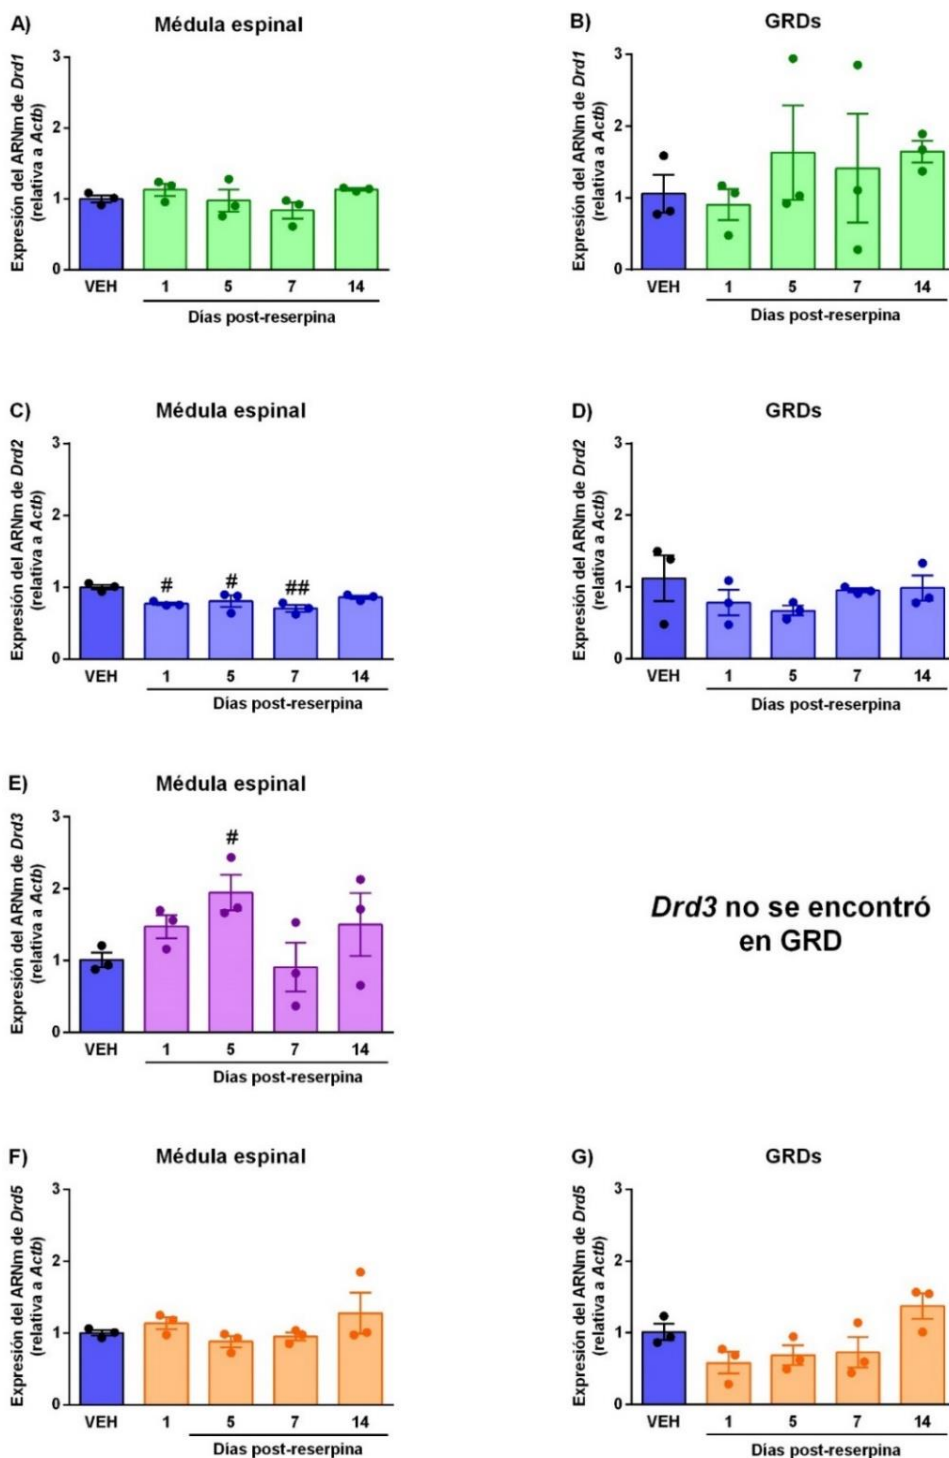 A)
Médula espinal
Expresión del ARNm de Drd1
(relativa a Actb)
3
2
1
0
VEH
1
5
7
14
Días post-reserpina
B)
GRDs
Expresión del ARNm de Drd1
(relativa a Actb)
3
2
1
0
VEH
1
5
7
14
Días post-reserpina
C)
Médula espinal
Expresión del ARNm de Drd2
(relativa a Actb)
3
2
1
0
#
#
##
VEH
1
5
7
14
Días post-reserpina
D)
GRDs
Expresión del ARNm de Drd2
(relativa a Actb)
3
2
1
0
VEH
1
5
7
14
Días post-reserpina
E)
Médula espinal
Expresión del ARNm de Drd3
(relativa a Actb)
3
2
1
0
#
VEH
1
5
7
14
Días post-reserpina
Drd3 no se encontró
en GRD
F)
Médula espinal
Expresión del ARNm de Drd5
(relativa a Actb)
3
2
1
0
VEH
1
5
7
14
Días post-reserpina
G)
GRDs
Expresión del ARNm de Drd5
(relativa a Actb)
3
2
1
0
VEH
1
5
7
14
Días post-reserpina